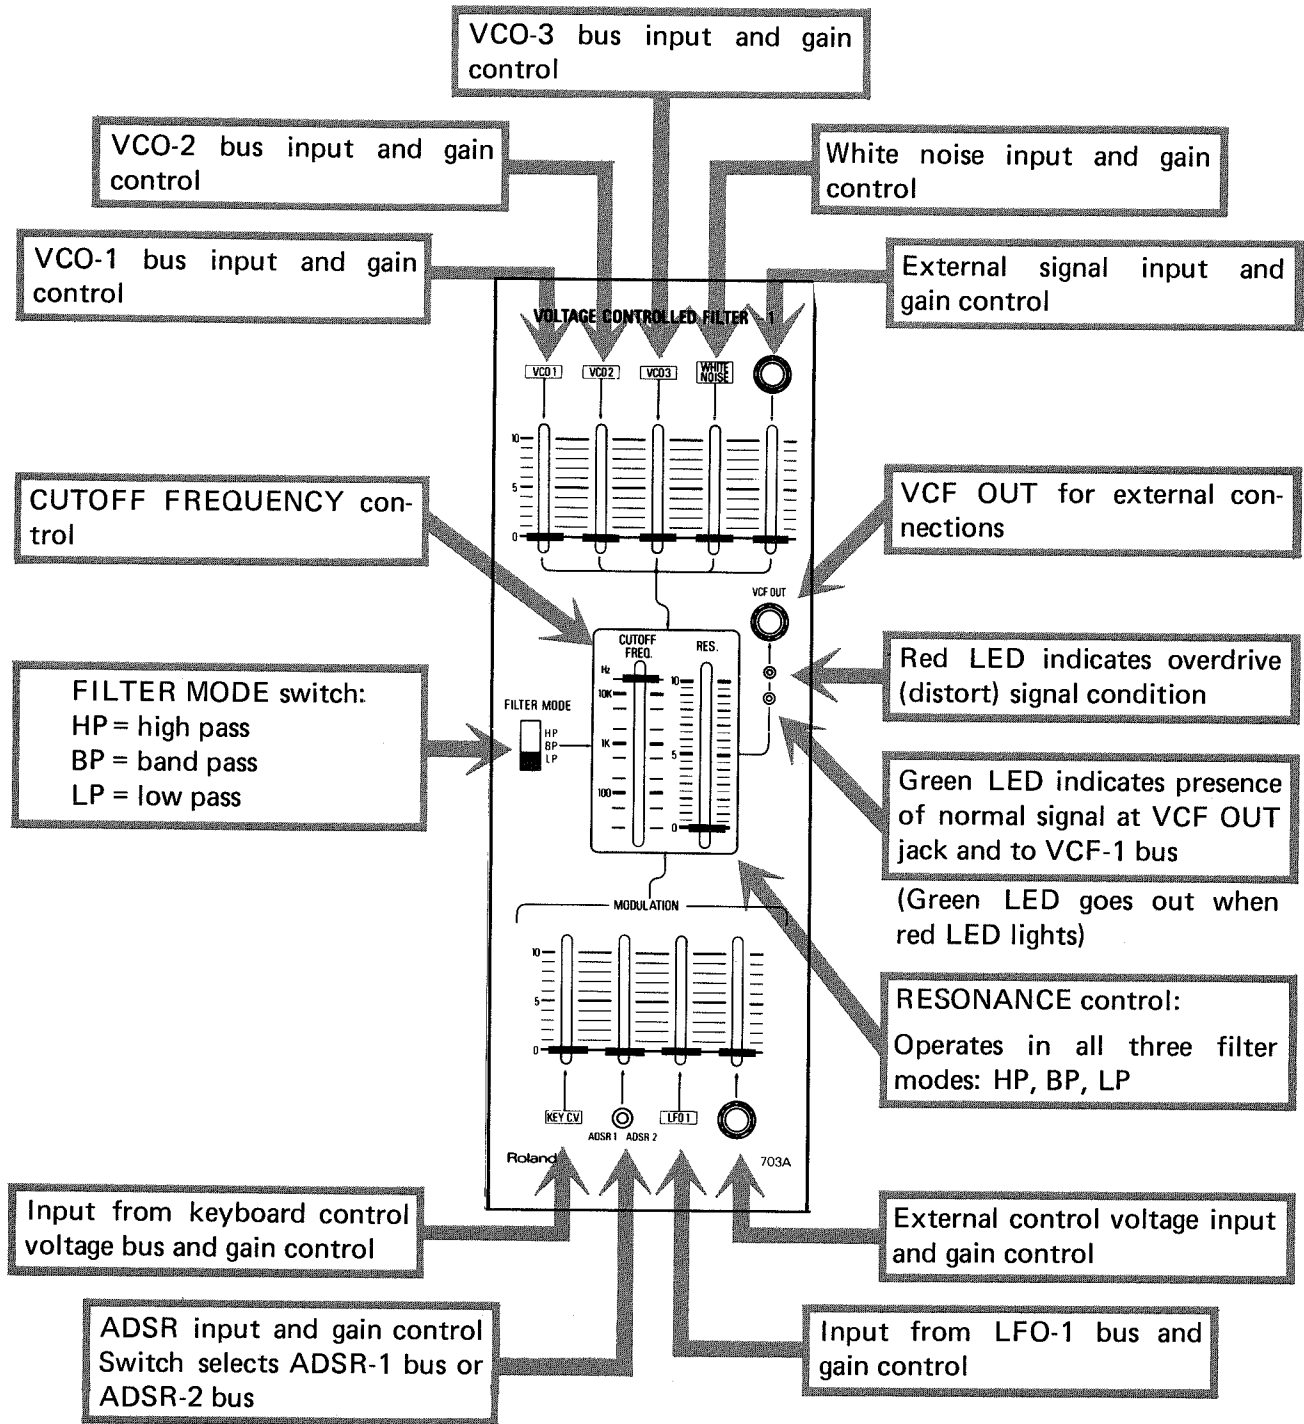 VCO-3 bus input and gain
control
VCO-2 bus input and gain
control
White noise input and gain
control
VCO-1 bus input and gain
control
External signal input and
gain control
VOLTAGE CONTROLLED FILTER -1
VCO1
VCO2
VCO3
WHITE
NOISE
10
5
0
CUTOFF FREQUENCY con-
trol
VCF OUT for external con-
nections
VCF OUT
CUTOFF
FREQ.
RES.
Hz
10K
1K
100
10
5
0
FILTER MODE
HP
BP
LP
FILTER MODE switch:
HP = high pass
BP = band pass
LP = low pass
Red LED indicates overdrive
(distort) signal condition
Green LED indicates presence
of normal signal at VCF OUT
jack and to VCF-1 bus
(Green LED goes out when
red LED lights)
MODULATION
10
5
0
RESONANCE control:
Operates in all three filter
modes: HP, BP, LP
KEY CV
ADSR 1 ADSR 2
LFO 1
Roland
703A
Input from keyboard control
voltage bus and gain control
External control voltage input
and gain control
ADSR input and gain control
Switch selects ADSR-1 bus or
ADSR-2 bus
Input from LFO-1 bus and
gain control